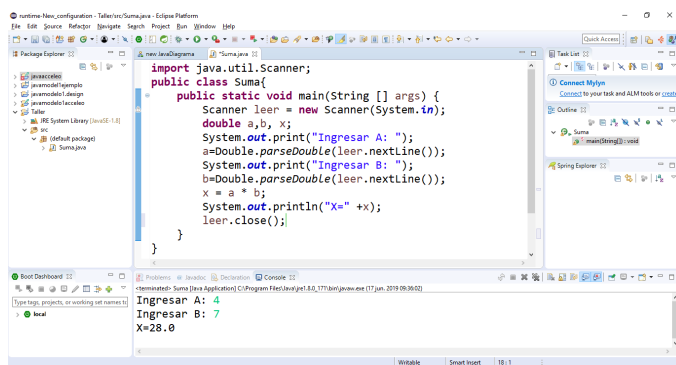 runtime-New_configuration - Taller/src/Suma.java - Eclipse Platform
File Edit Source Refactor Navigate Search Project Run Window Help
Quick Access
Package Explorer
javaacceleo
javamodel1ejemplo
javamodelo1.design
javamodelo1acceleo
Taller
JRE System Library [JavaSE-1.8]
src
(default package)
Suma.java
new JavaDiagrama
*Suma.java
import java.util.Scanner;
public class Suma{
public static void main(String [] args) {
Scanner leer = new Scanner(System.in);
double a,b, x;
System.out.print("Ingresar A: ");
a=Double.parseDouble(leer.nextLine());
System.out.print("Ingresar B: ");
b=Double.parseDouble(leer.nextLine());
x = a * b;
System.out.println("X=" +x);
leer.close();
}
}
Task List
Connect Mylyn
Connect to your task and ALM tools or create
Outline
Suma
main(String[]) : void
Spring Explorer
Boot Dashboard
Type tags, projects, or working set names to
local
Problems Javadoc Declaration Console
<terminated> Suma [Java Application] C:\Program Files\Java\jre1.8.0_171\bin\javaw.exe (17 jun. 2019 09:36:02)
Ingresar A: 4
Ingresar B: 7
X=28.0
Writable Smart Insert 18 : 1